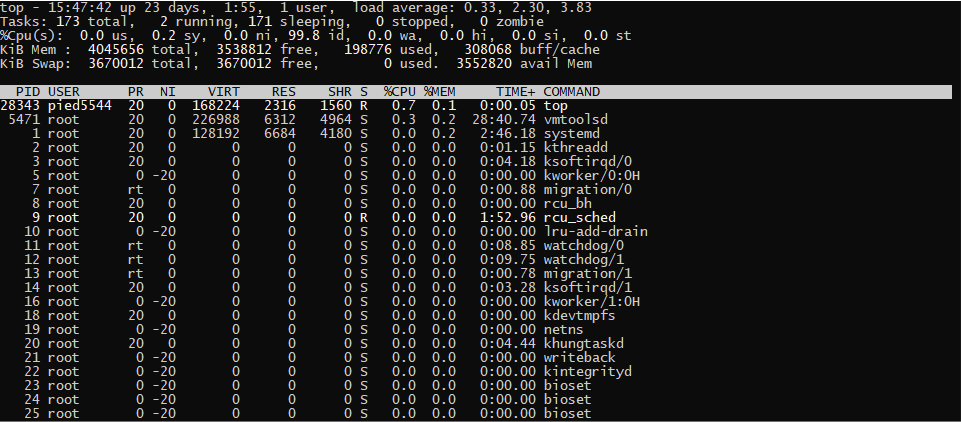 top - 15:47:42 up 23 days,  1:55,  1 user,  load average: 0.33, 2.30, 3.83
Tasks: 173 total,   2 running, 171 sleeping,   0 stopped,   0 zombie
%Cpu(s):  0.0 us,  0.2 sy,  0.0 ni, 99.8 id,  0.0 wa,  0.0 hi,  0.0 si,  0.0 st
KiB Mem :  4045656 total,  3538812 free,   198776 used,   308068 buff/cache
KiB Swap:  3670012 total,  3670012 free,        0 used.  3552820 avail Mem
PID USER      PR  NI    VIRT    RES    SHR S  %CPU %MEM     TIME+ COMMAND
28343 pied5544  20   0  168224   2316   1560 R   0.7  0.1   0:00.05 top
5471 root      20   0  226988   6312   4964 S   0.3  0.2  28:40.74 vmtoolsd
1 root      20   0  128192   6684   4180 S   0.0  0.2   2:46.18 systemd
2 root      20   0       0      0      0 S   0.0  0.0   0:01.15 kthreadd
3 root      20   0       0      0      0 S   0.0  0.0   0:04.18 ksoftirqd/0
5 root       0 -20       0      0      0 S   0.0  0.0   0:00.00 kworker/0:0H
7 root      rt   0       0      0      0 S   0.0  0.0   0:00.88 migration/0
8 root      20   0       0      0      0 S   0.0  0.0   0:00.00 rcu_bh
9 root      20   0       0      0      0 R   0.0  0.0   1:52.96 rcu_sched
10 root       0 -20       0      0      0 S   0.0  0.0   0:00.00 lru-add-drain
11 root      rt   0       0      0      0 S   0.0  0.0   0:08.85 watchdog/0
12 root      rt   0       0      0      0 S   0.0  0.0   0:09.75 watchdog/1
13 root      rt   0       0      0      0 S   0.0  0.0   0:00.78 migration/1
14 root      20   0       0      0      0 S   0.0  0.0   0:03.28 ksoftirqd/1
16 root       0 -20       0      0      0 S   0.0  0.0   0:00.00 kworker/1:0H
18 root      20   0       0      0      0 S   0.0  0.0   0:00.00 kdevtmpfs
19 root       0 -20       0      0      0 S   0.0  0.0   0:00.00 netns
20 root      20   0       0      0      0 S   0.0  0.0   0:04.44 khungtaskd
21 root       0 -20       0      0      0 S   0.0  0.0   0:00.00 writeback
22 root       0 -20       0      0      0 S   0.0  0.0   0:00.00 kintegrityd
23 root       0 -20       0      0      0 S   0.0  0.0   0:00.00 bioset
24 root       0 -20       0      0      0 S   0.0  0.0   0:00.00 bioset
25 root       0 -20       0      0      0 S   0.0  0.0   0:00.00 bioset